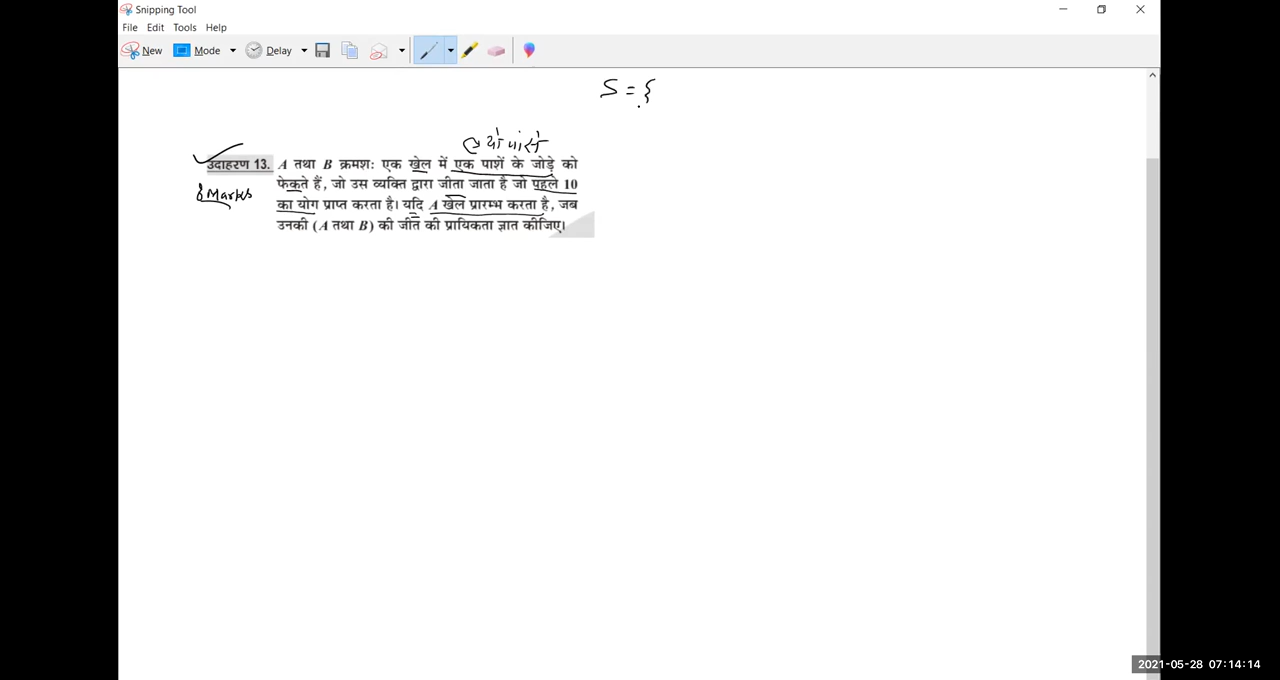 Snipping Tool
File Edit Tools Help
New Mode Delay
S = {
दो पासे
उदाहरण 13. A तथा B क्रमशः एक खेल में एक पाशें के जोड़े को
8 Marks फेकते हैं, जो उस व्यक्ति द्वारा जीता जाता है जो पहले 10
का योग प्राप्त करता है। यदि A खेल प्रारम्भ करता है, जब
उनकी (A तथा B) की जीत की प्रायिकता ज्ञात कीजिए।
2021-05-28 07:14:14